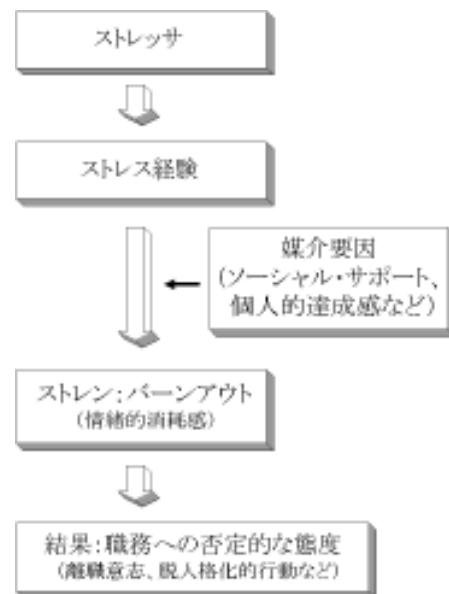 ストレッサ
ストレス経験
媒介要因
(ソーシャル・サポート、
個人的達成感など)
ストレン:バーンアウト
(情緒的消耗感)
結果:職務への否定的な態度
(離職意志、脱人格化的行動など)